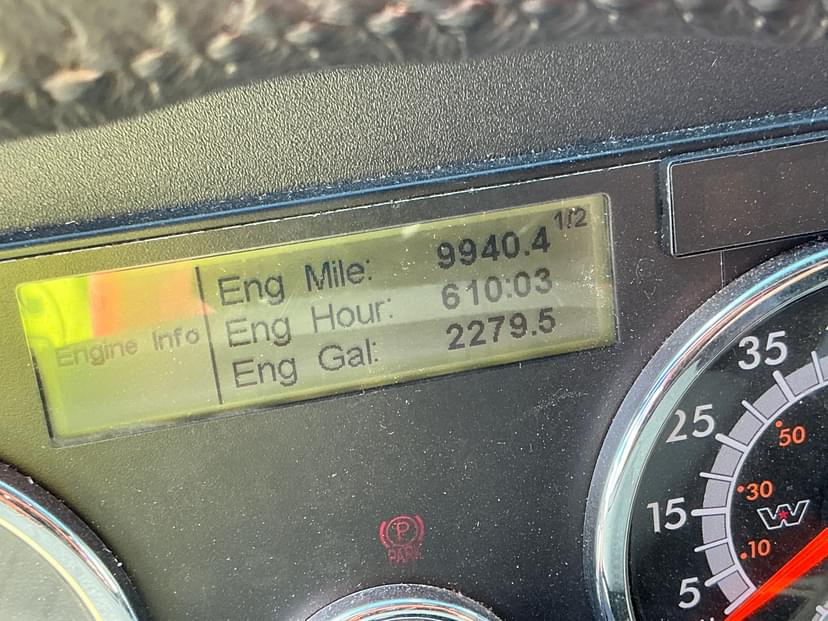 1/2
Eng Mile: 9940.4
Engine Info
Eng Hour: 610:03
Eng Gal: 2279.5
35
25
50
15
30
10
5
P
PARK
W